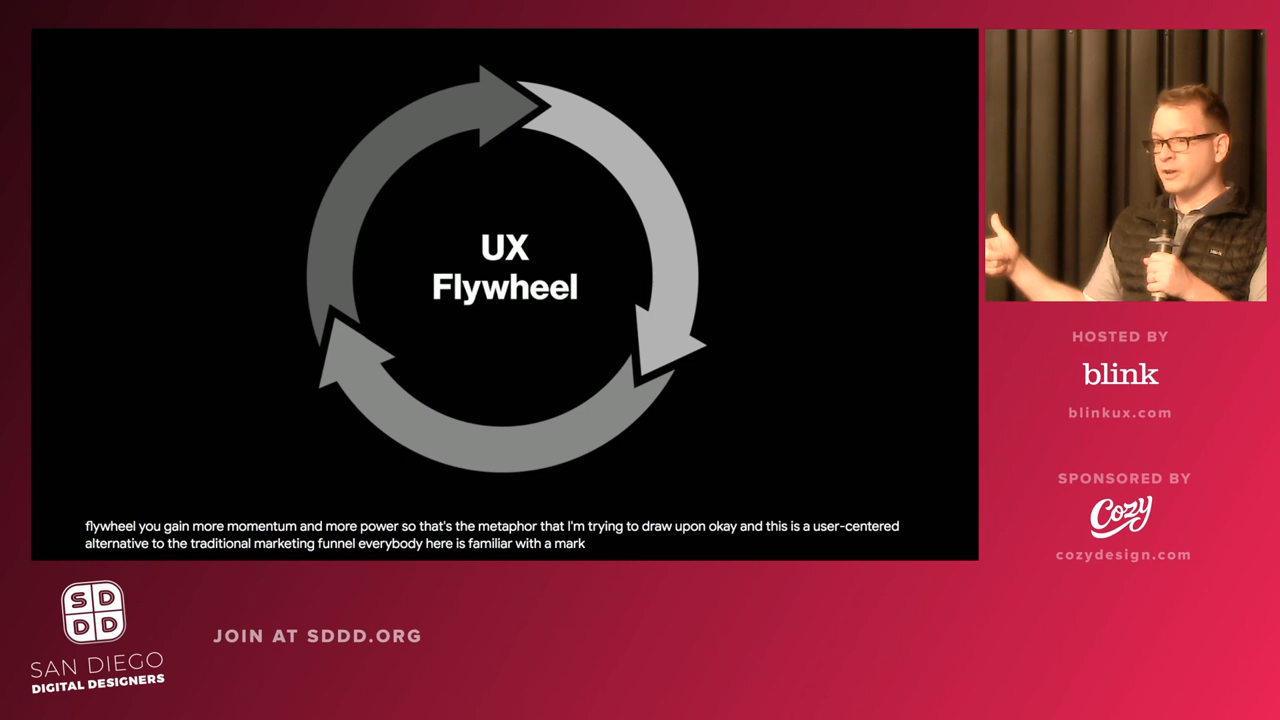 UX
Flywheel
flywheel you gain more momentum and more power so that's the metaphor that I'm trying to draw upon okay and this is a user-centered
alternative to the traditional marketing funnel everybody here is familiar with a mark
HOSTED BY
blink
blinkux.com
SPONSORED BY
Cozy
cozydesign.com
SD
DD
SAN DIEGO
DIGITAL DESIGNERS
JOIN AT SDDD.ORG